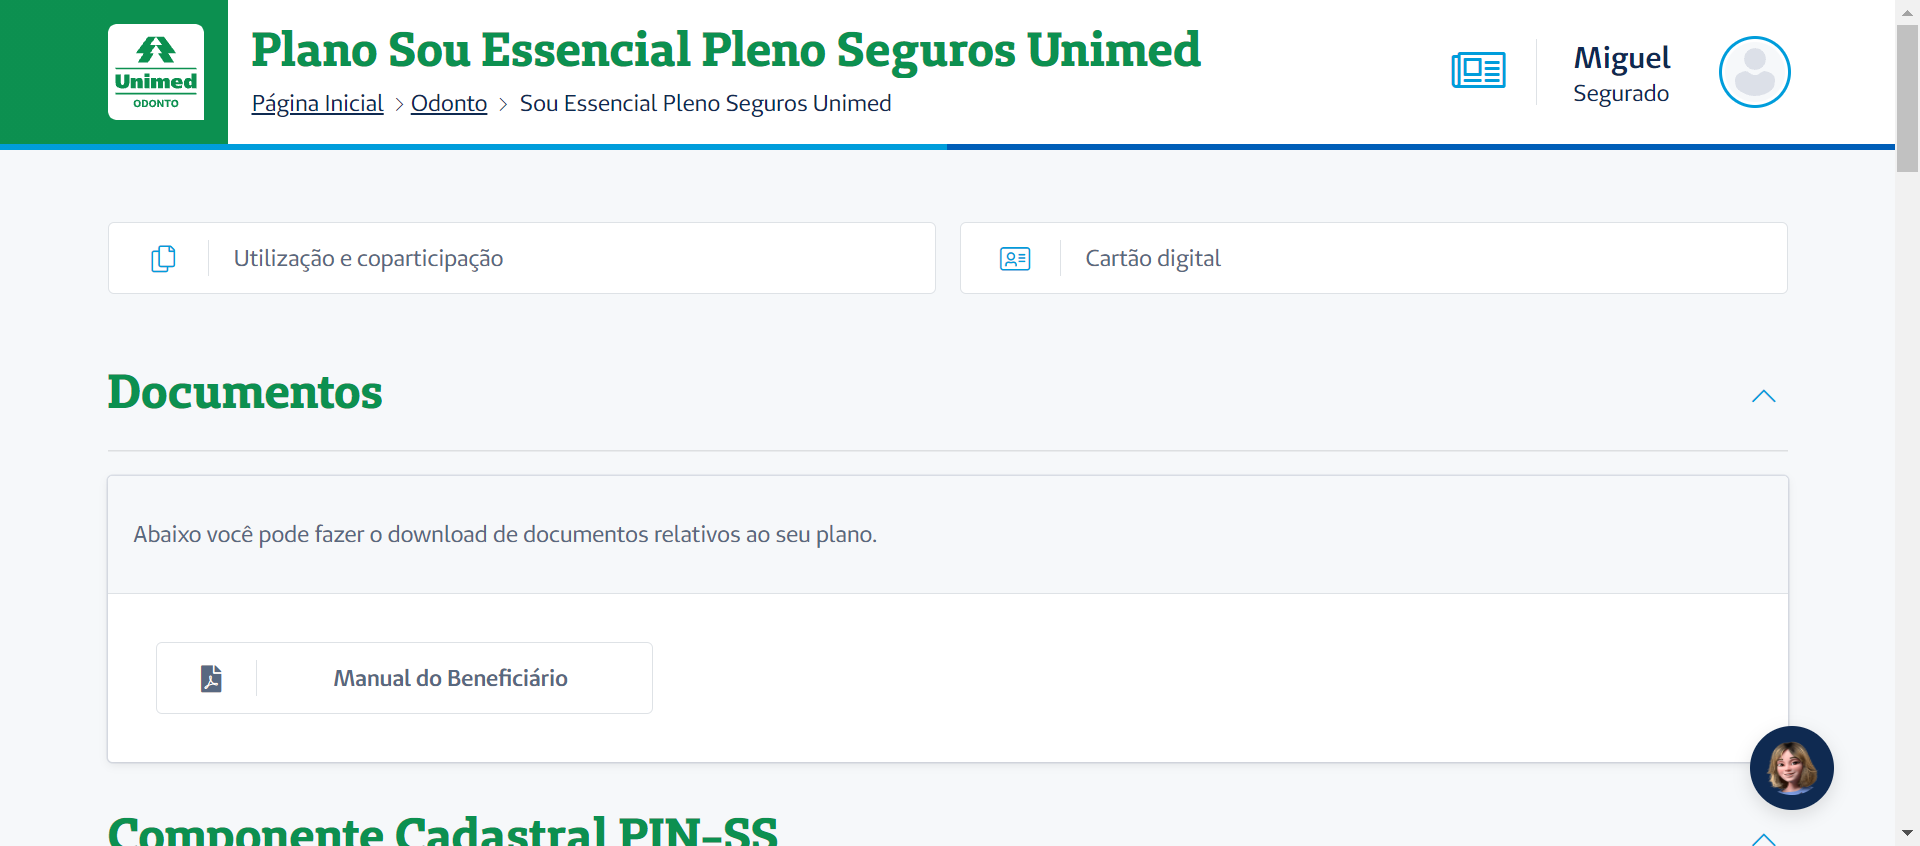 Unimed
ODONTO
Plano Sou Essencial Pleno Seguros Unimed
Página Inicial > Odonto > Sou Essencial Pleno Seguros Unimed
Miguel
Segurado
Utilização e coparticipação
Cartão digital
Documentos
Abaixo você pode fazer o download de documentos relativos ao seu plano.
Manual do Beneficiário
Componente Cadastral PIN-SS